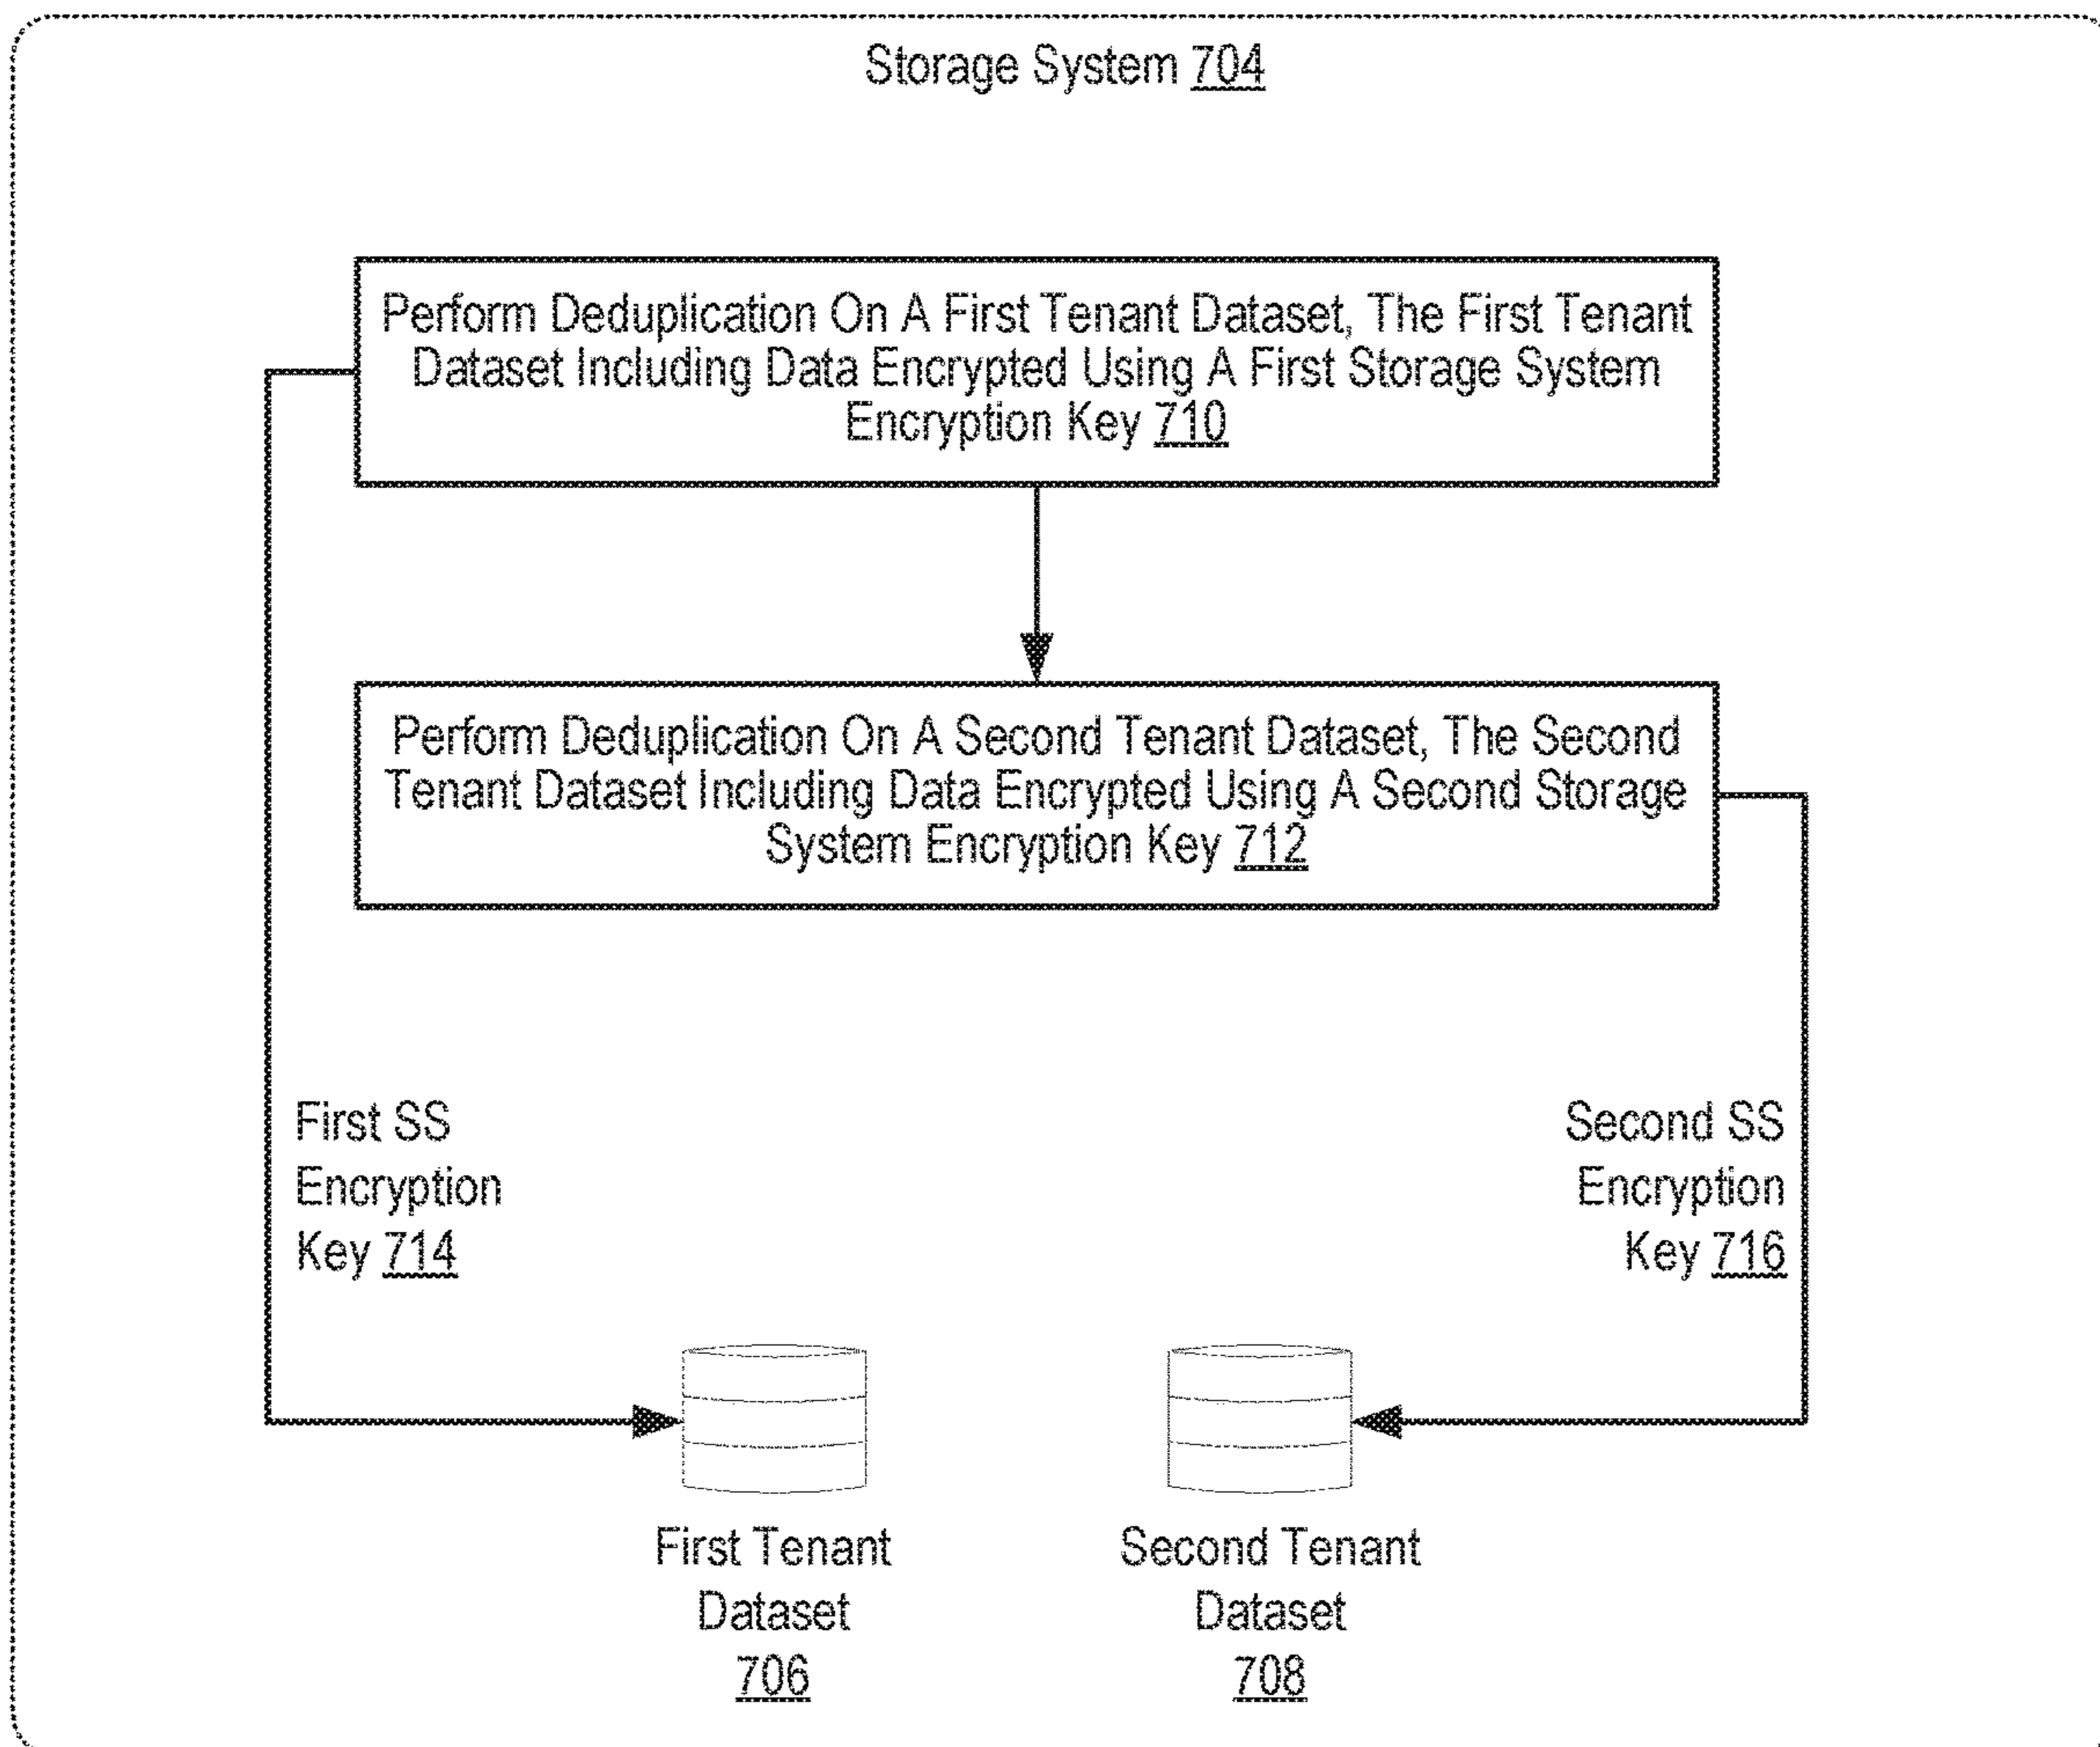 Storage System 704
Perform Deduplication On A First Tenant Dataset, The First Tenant
Dataset Including Data Encrypted Using A First Storage System
Encryption Key 710
Perform Deduplication On A Second Tenant Dataset, The Second
Tenant Dataset Including Data Encrypted Using A Second Storage
System Encryption Key 712
First SS
Encryption
Key 714
Second SS
Encryption
Key 716
First Tenant
Dataset
706
Second Tenant
Dataset
708